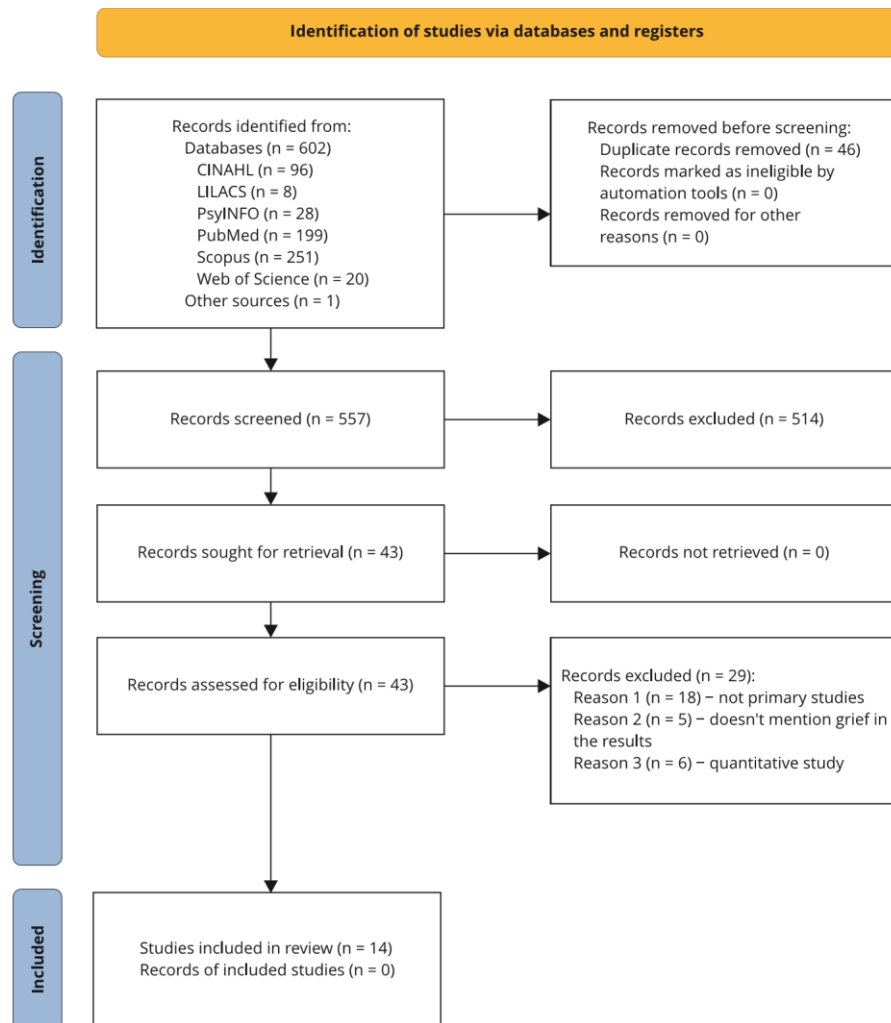 Identification of studies via databases and registers
Identification
Records identified from:
Databases (n = 602)
CINAHL (n = 96)
LILACS (n = 8)
PsyINFO (n = 28)
PubMed (n = 199)
Scopus (n = 251)
Web of Science (n = 20)
Other sources (n = 1)
Records removed before screening:
Duplicate records removed (n = 46)
Records marked as ineligible by
automation tools (n = 0)
Records removed for other
reasons (n = 0)
Screening
Records screened (n = 557)
Records excluded (n = 514)
Records sought for retrieval (n = 43)
Records not retrieved (n = 0)
Records assessed for eligibility (n = 43)
Records excluded (n = 29):
Reason 1 (n = 18) – not primary studies
Reason 2 (n = 5) – doesn't mention grief in
the results
Reason 3 (n = 6) – quantitative study
Included
Studies included in review (n = 14)
Records of included studies (n = 0)